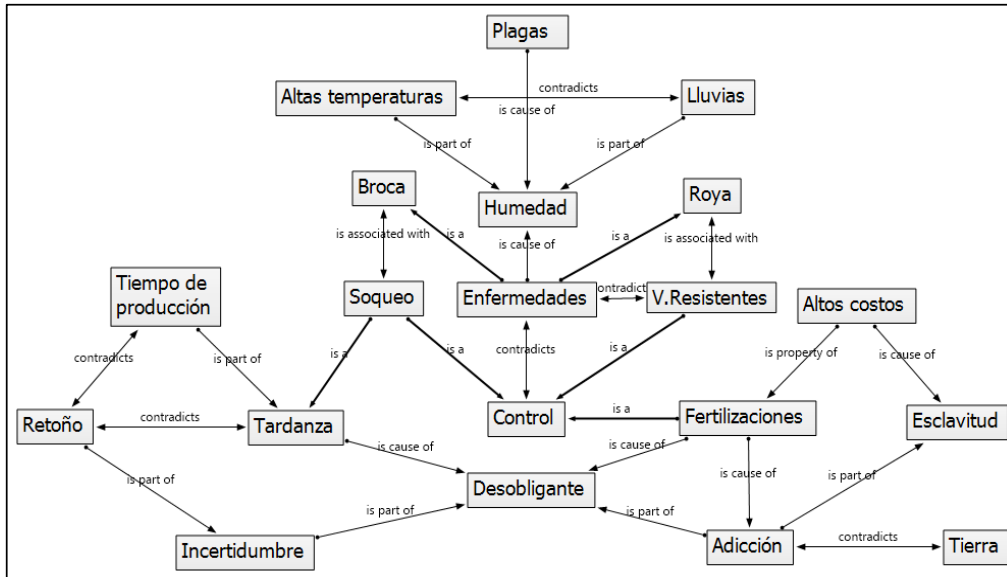 Plagas
contradicts
Altas temperaturas
Lluvias
is cause of
is part of
is part of
Broca
Roya
Humedad
is associated with
is a
is cause of
is a
is associated with
Tiempo de
producción
Soqueo
Enfermedades
contradict
V.Resistentes
Altos costos
contradicts
is part of
is a
is a
contradicts
is a
is property of
is cause of
Retoño
contradicts
Tardanza
Control
is a
Fertilizaciones
Esclavitud
is cause of
is cause of
is cause of
is part of
is part of
Desobligante
is part of
is part of
Incertidumbre
Adicción
contradicts
Tierra